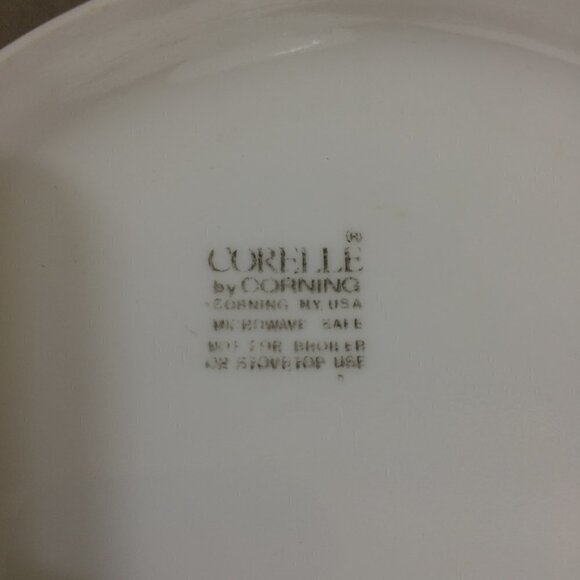 ®
CORELLE
by CORNING
CORNING NY, USA
MICROWAVE SAFE
NOT FOR BROILER
OR STOVETOP USE